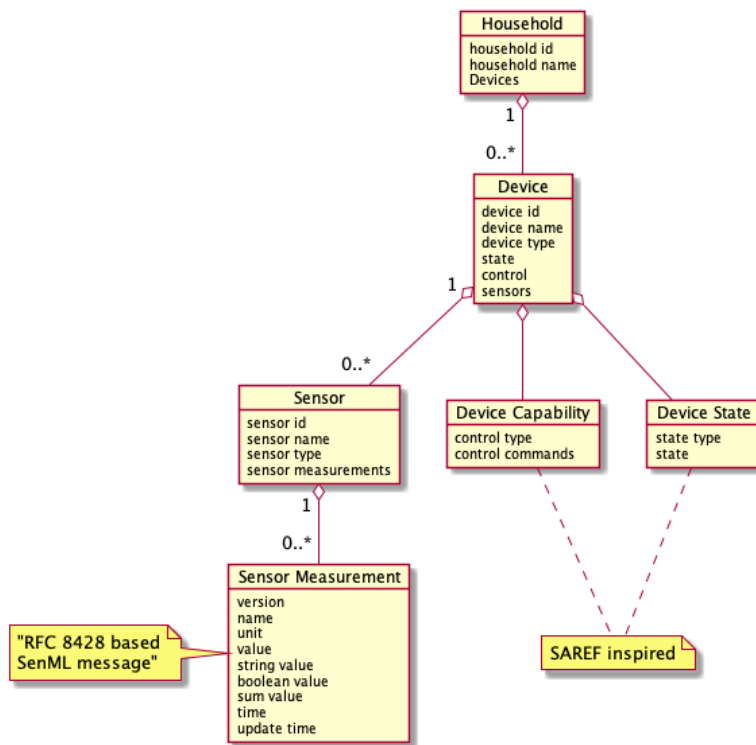 Household
household id
household name
Devices
1
0..*
Device
device id
device name
device type
state
control
sensors
1
0..*
Sensor
sensor id
sensor name
sensor type
sensor measurements
Device Capability
control type
control commands
Device State
state type
state
1
0..*
Sensor Measurement
version
name
unit
value
string value
boolean value
sum value
time
update time
"RFC 8428 based
SenML message"
SAREF inspired